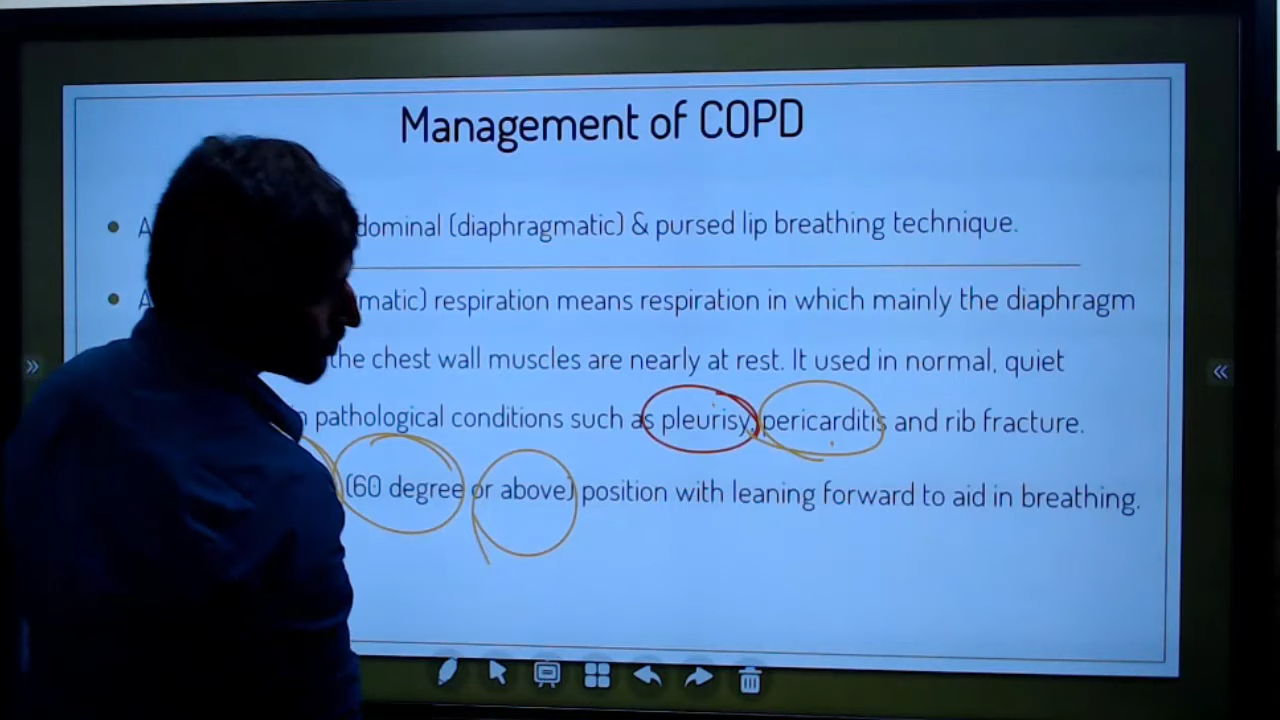 Management of COPD
dominal (diaphragmatic) & pursed lip breathing technique.
matic) respiration means respiration in which mainly the diaphragm
the chest wall muscles are nearly at rest. It used in normal, quiet
pathological conditions such as pleurisy, pericarditis and rib fracture.
(60 degree or above) position with leaning forward to aid in breathing.